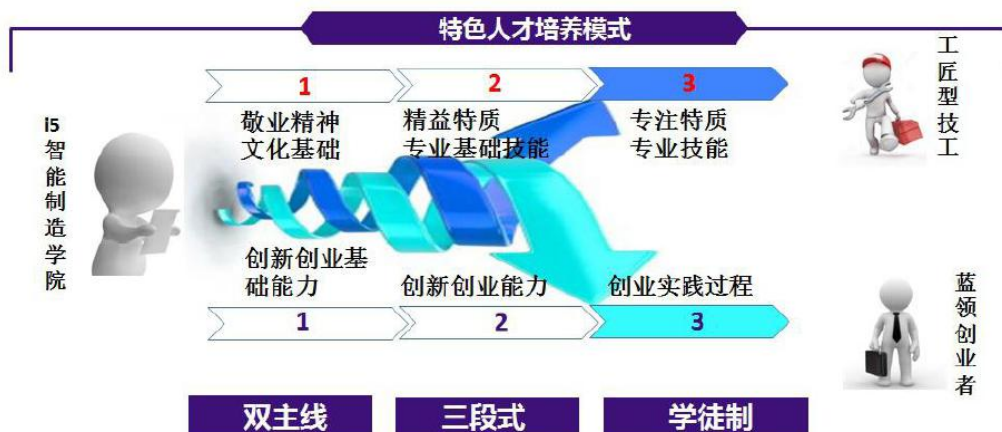 特色人才培养模式
1
2
3
敬业精神
文化基础
精益特质
专业基础技能
专注特质
专业技能
工匠型技工
i5智能制造学院
创新创业基
础能力
创新创业能力
创业实践过程
1
2
3
蓝领创业者
双主线
三段式
学徒制